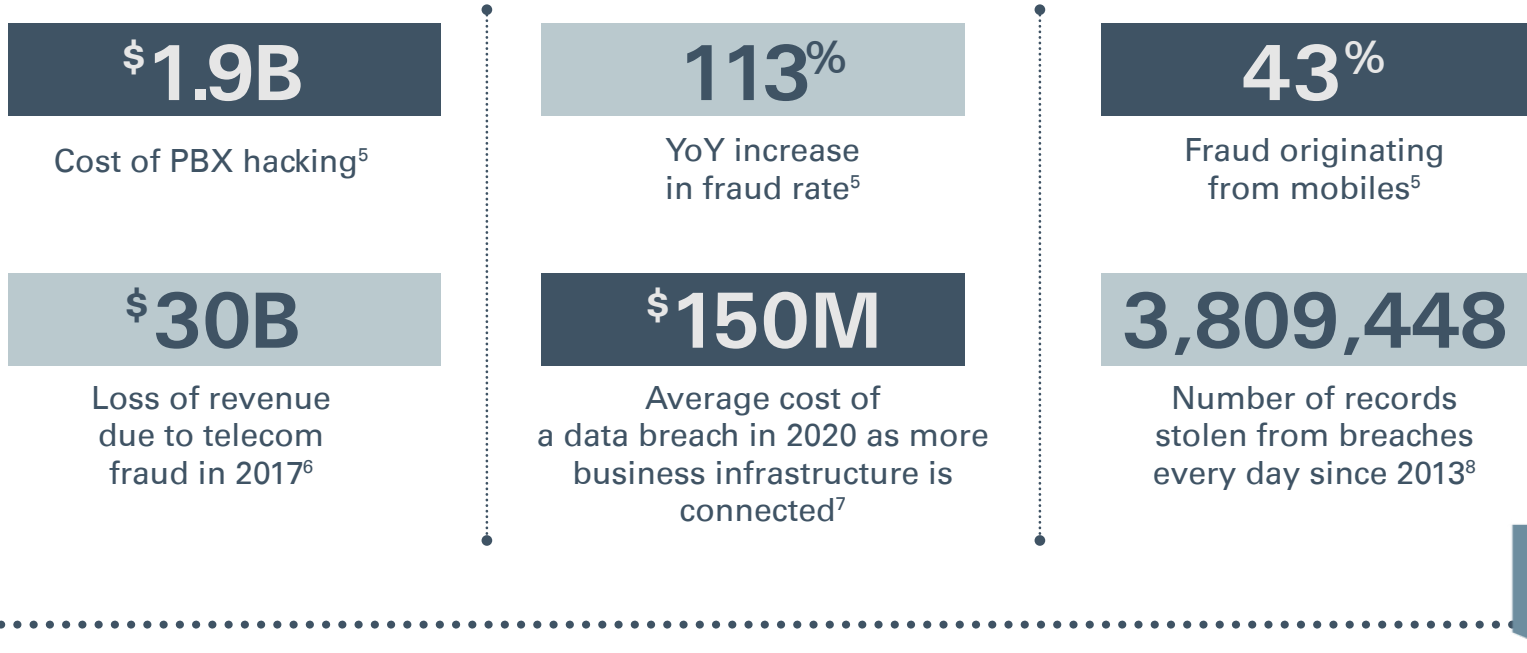 $1.9B
Cost of PBX hacking5
113%
YoY increase
in fraud rate5
43%
Fraud originating
from mobiles5
$30B
Loss of revenue
due to telecom
fraud in 20176
$150M
Average cost of
a data breach in 2020 as more
business infrastructure is
connected7
3,809,448
Number of records
stolen from breaches
every day since 20138